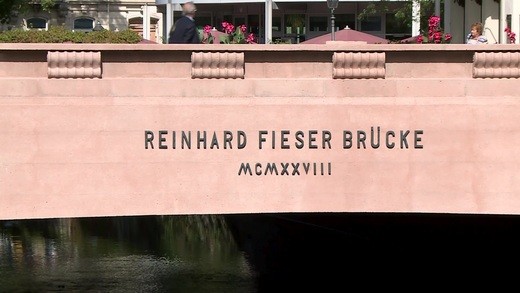 REINHARD FIESER BRÜCKE
MCMXXVIII